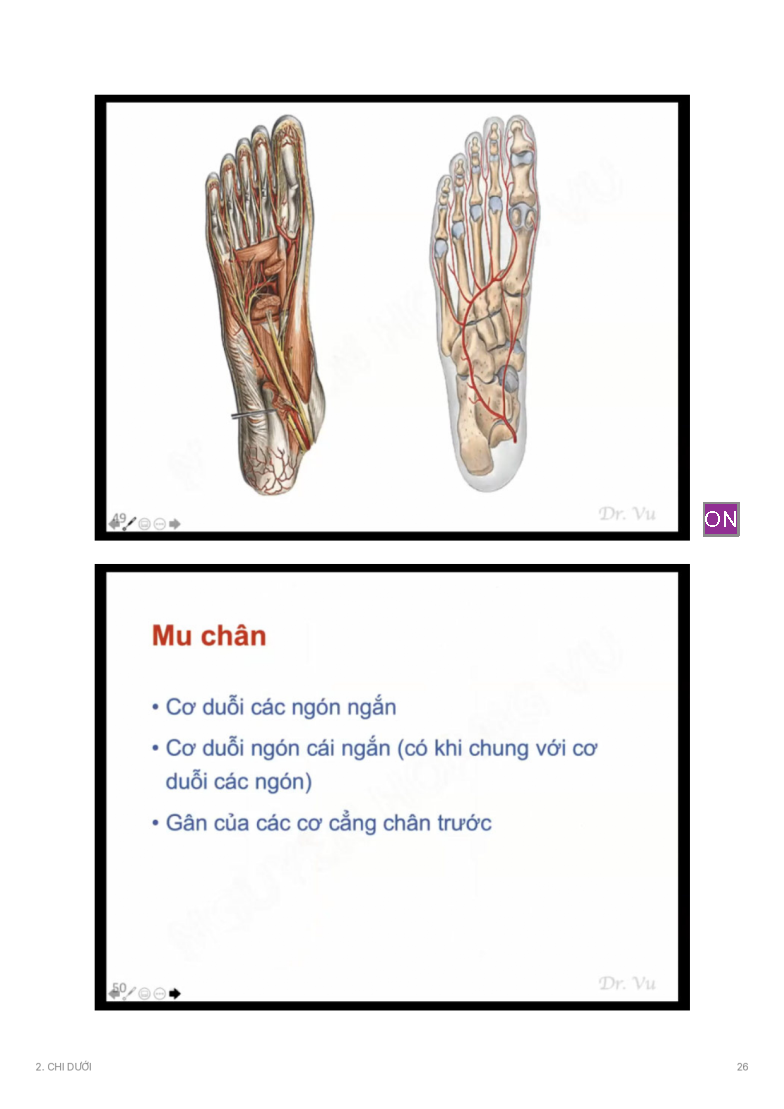 49
Dr. Vu
ON
Mu chân
• Cơ duỗi các ngón ngắn
• Cơ duỗi ngón cái ngắn (có khi chung với cơ
duỗi các ngón)
• Gân của các cơ cẳng chân trước
50
Dr. Vu
2. CHI DƯỚI
26